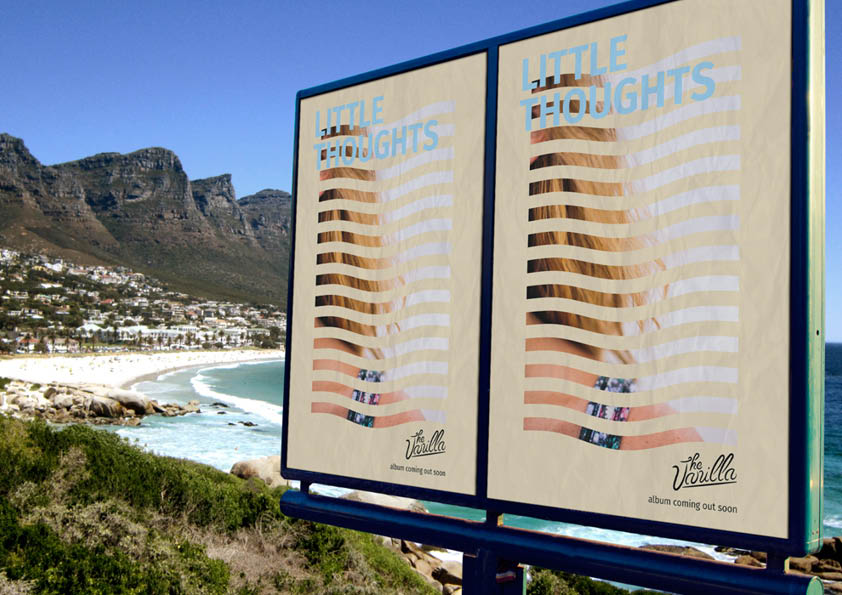 LITTLE
THOUGHTS
The
Vanilla
album coming out soon
LITTLE
THOUGHTS
The
Vanilla
album coming out soon